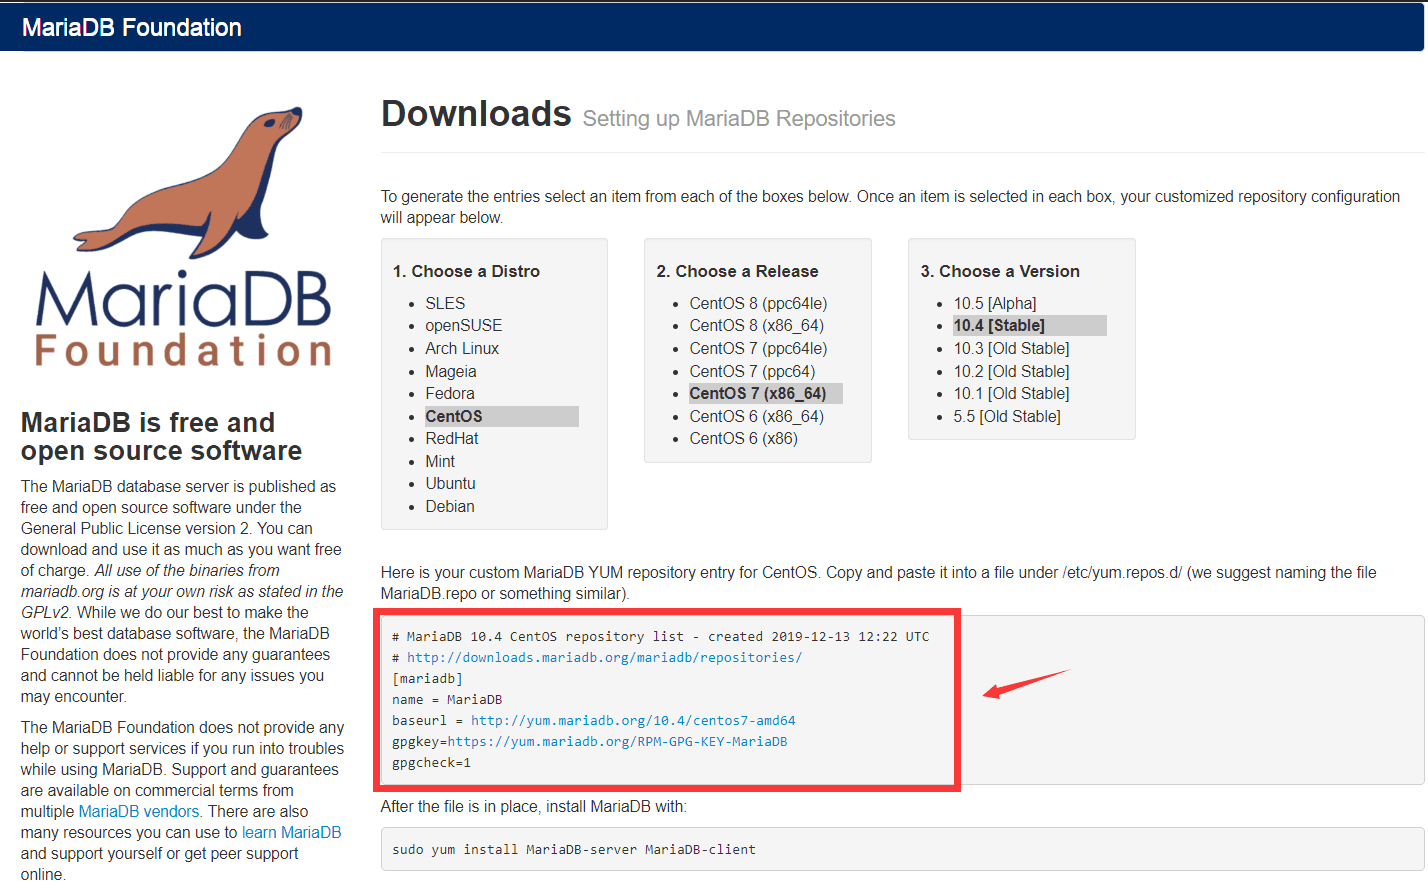 MariaDB Foundation
MariaDB
Foundation
MariaDB is free and
open source software
The MariaDB database server is published as
free and open source software under the
General Public License version 2. You can
download and use it as much as you want free
of charge. All use of the binaries from
mariadb.org is at your own risk as stated in the
GPLv2. While we do our best to make the
world’s best database software, the MariaDB
Foundation does not provide any guarantees
and cannot be held liable for any issues you
may encounter.
The MariaDB Foundation does not provide any
help or support services if you run into troubles
while using MariaDB. Support and guarantees
are available on commercial terms from
multiple MariaDB vendors. There are also
many resources you can use to learn MariaDB
and support yourself or get peer support
online.
Downloads Setting up MariaDB Repositories
To generate the entries select an item from each of the boxes below. Once an item is selected in each box, your customized repository configuration
will appear below.
1. Choose a Distro
SLES
openSUSE
Arch Linux
Mageia
Fedora
CentOS
RedHat
Mint
Ubuntu
Debian
2. Choose a Release
CentOS 8 (ppc64le)
CentOS 8 (x86_64)
CentOS 7 (ppc64le)
CentOS 7 (ppc64)
CentOS 7 (x86_64)
CentOS 6 (x86_64)
CentOS 6 (x86)
3. Choose a Version
10.5 [Alpha]
10.4 [Stable]
10.3 [Old Stable]
10.2 [Old Stable]
10.1 [Old Stable]
5.5 [Old Stable]
Here is your custom MariaDB YUM repository entry for CentOS. Copy and paste it into a file under /etc/yum.repos.d/ (we suggest naming the file
MariaDB.repo or something similar).
# MariaDB 10.4 CentOS repository list - created 2019-12-13 12:22 UTC
# http://downloads.mariadb.org/mariadb/repositories/
[mariadb]
name = MariaDB
baseurl = http://yum.mariadb.org/10.4/centos7-amd64
gpgkey=https://yum.mariadb.org/RPM-GPG-KEY-MariaDB
gpgcheck=1
After the file is in place, install MariaDB with:
sudo yum install MariaDB-server MariaDB-client